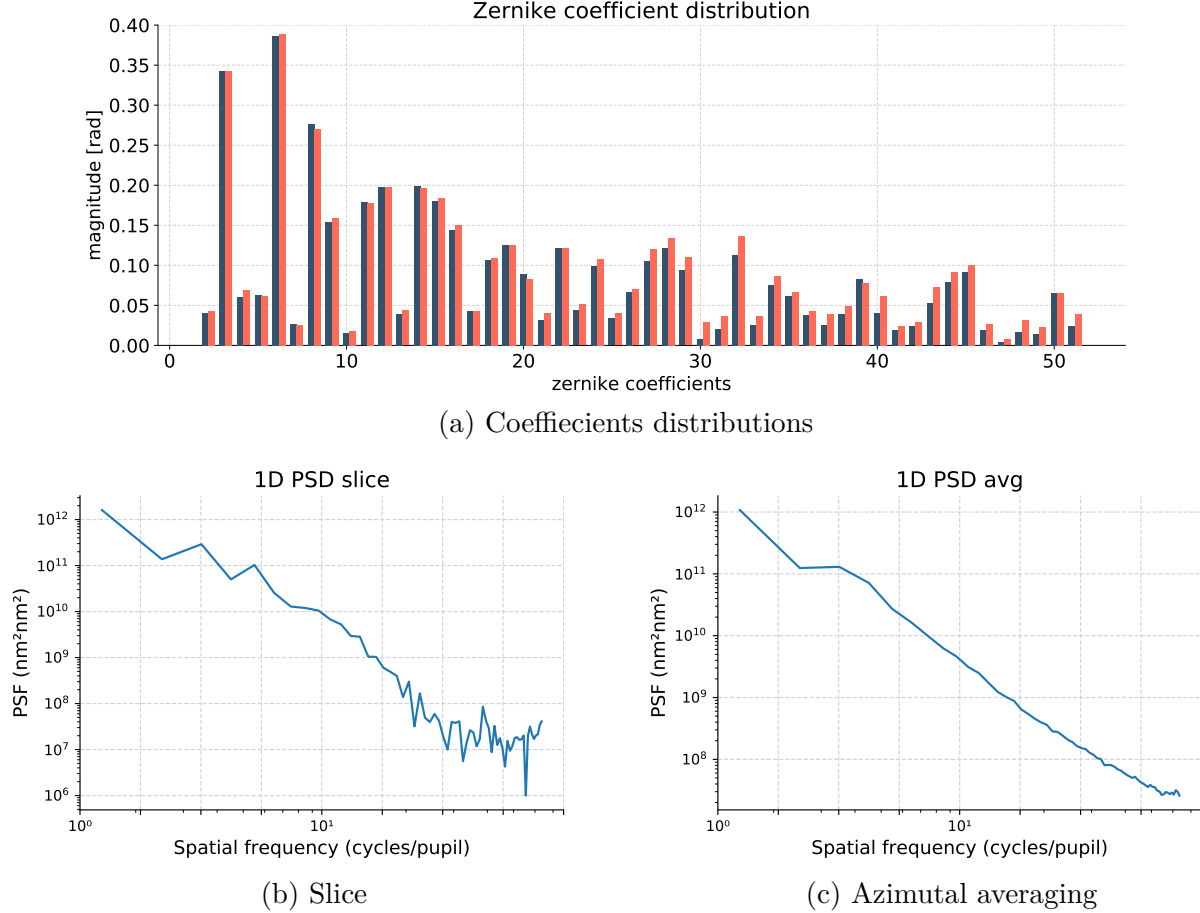 Zernike coefficient distribution
0.40
0.35
0.30
0.25
0.20
0.15
0.10
0.05
0.00
magnitude [rad]
0 10 20 30 40 50
zernike coefficients
(a) Coeffiecients distributions
1D PSD slice
10¹²
10¹¹
10¹⁰
10⁹
10⁸
10⁷
10⁶
PSF (nm²nm²)
10⁰ 10¹
Spatial frequency (cycles/pupil)
(b) Slice
1D PSD avg
10¹²
10¹¹
10¹⁰
10⁹
10⁸
PSF (nm²nm²)
10⁰ 10¹
Spatial frequency (cycles/pupil)
(c) Azimutal averaging